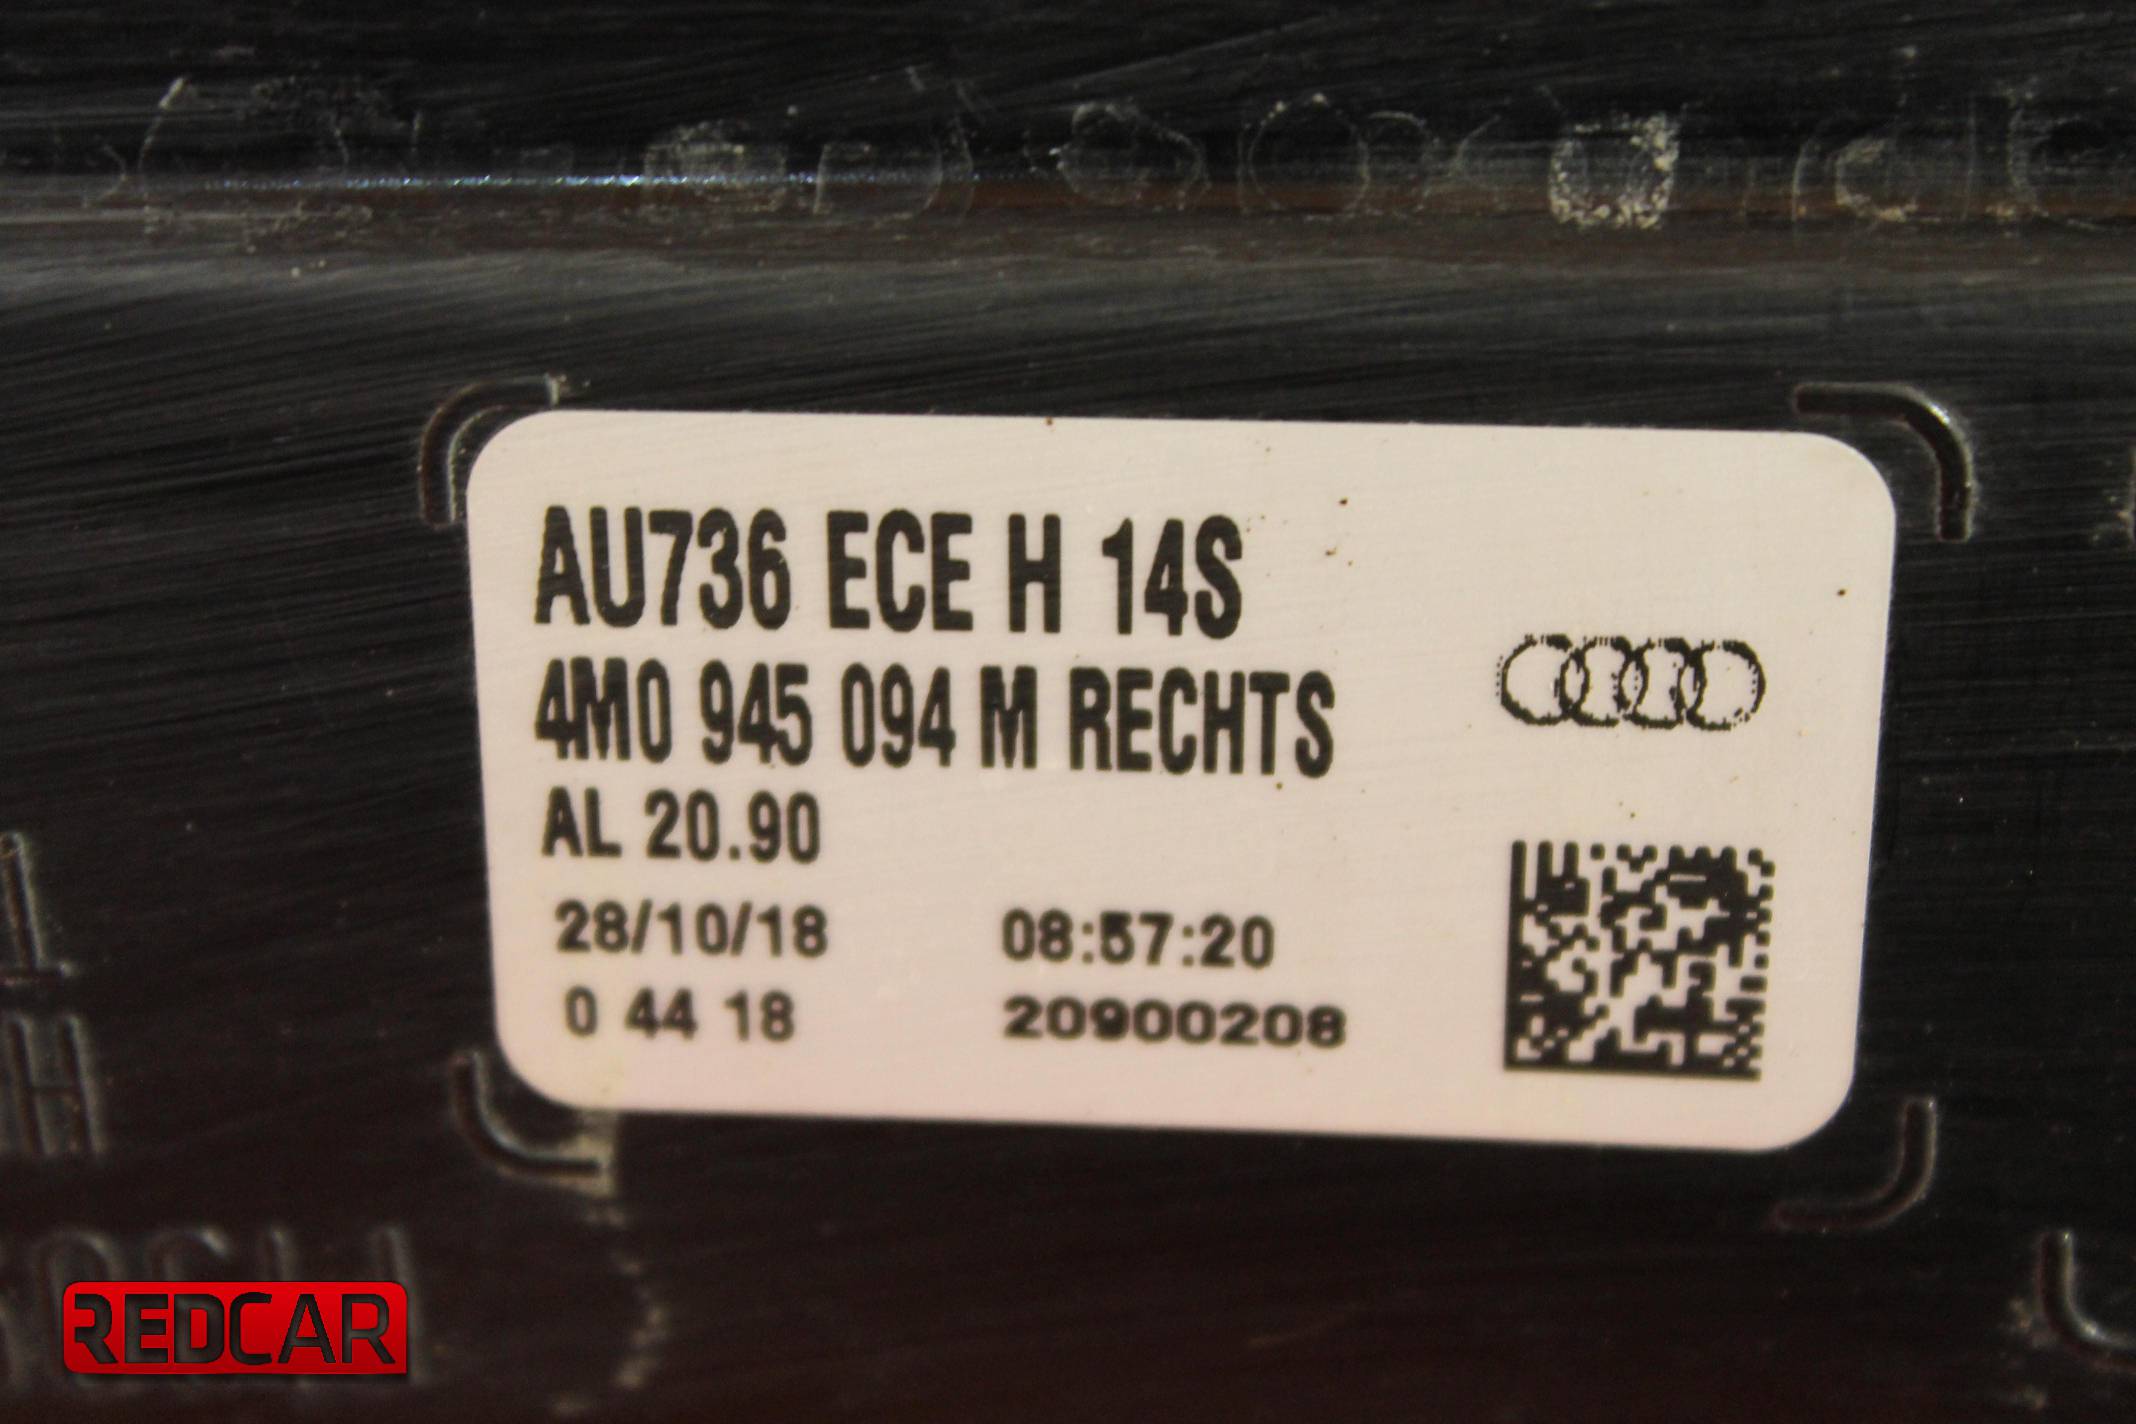 AU736 ECE H 14S
4M0 945 094 M RECHTS
AL 20.90
28/10/18 08:57:20
0 44 18 20900208
REDCAR